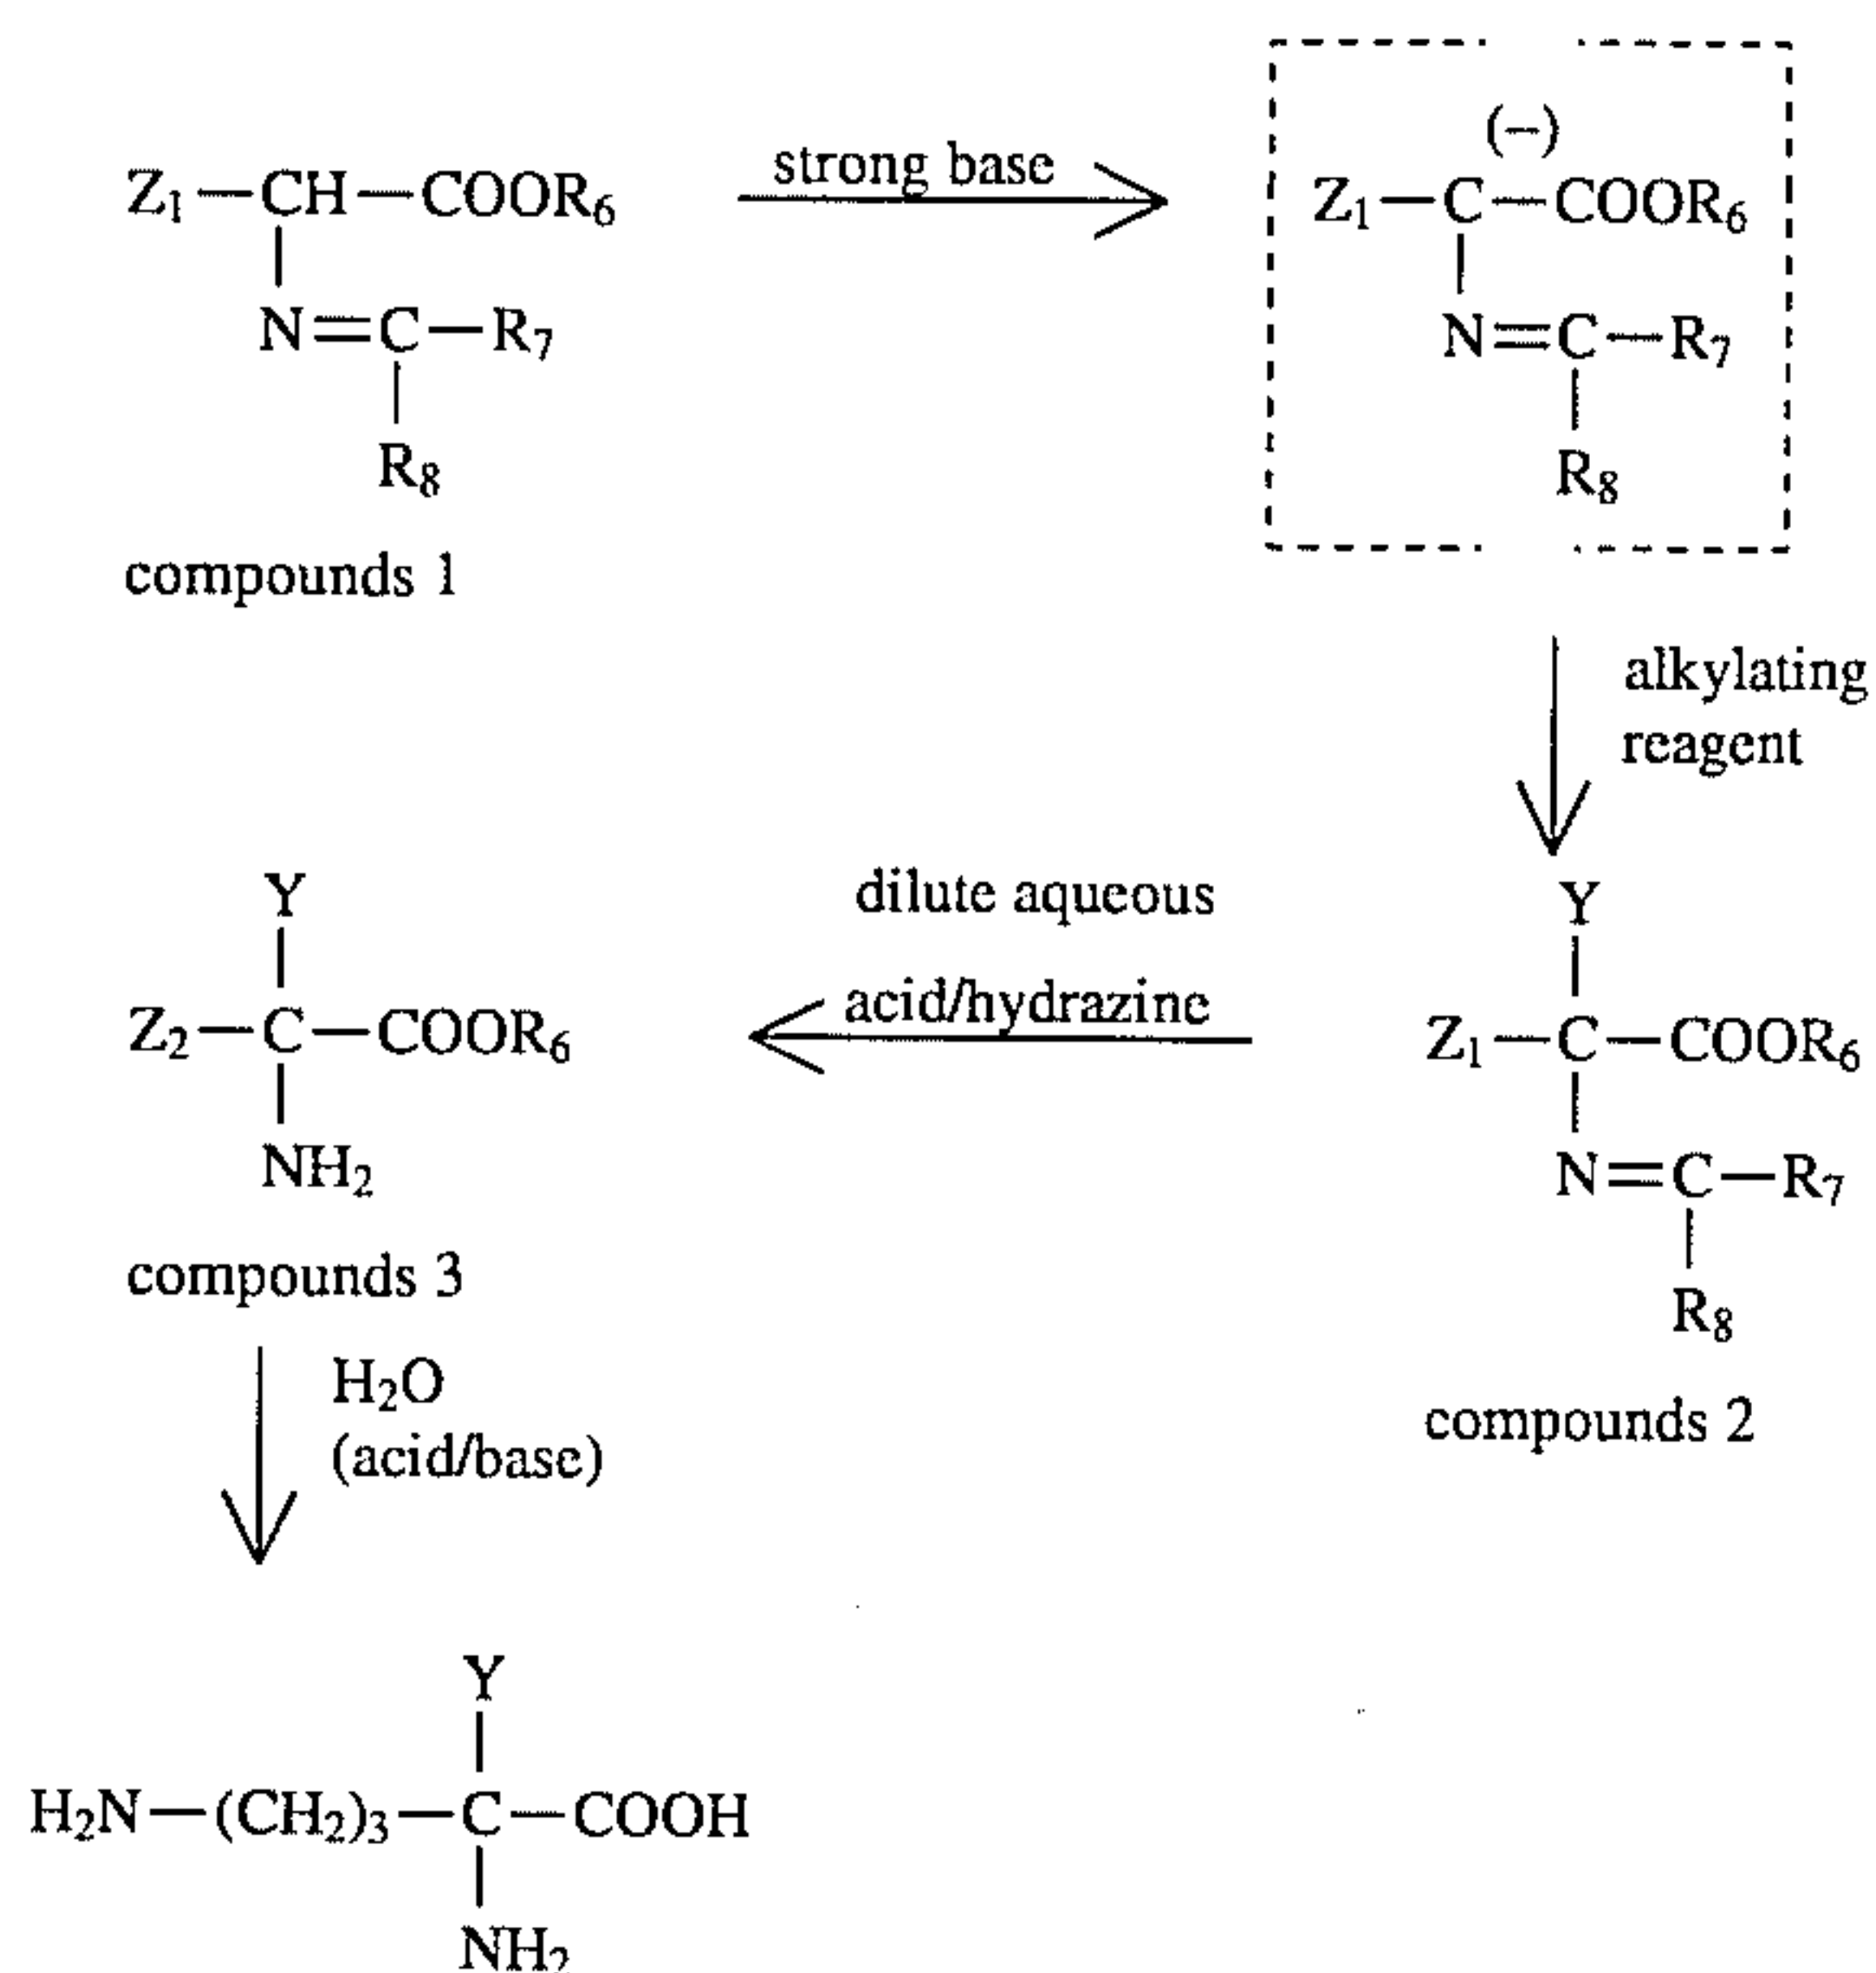 Z₁—CH—COOR₆
strong base
(−)
Z₁—C—COOR₆
N=C—R₇
N=C—R₇
R₈
R₈
compounds 1
alkylating
reagent
Y
Y
dilute aqueous
acid/hydrazine
Z₂—C—COOR₆
Z₁—C—COOR₆
NH₂
N=C—R₇
compounds 3
R₈
H₂O
(acid/base)
compounds 2
Y
H₂N—(CH₂)₃—C—COOH
NH₂